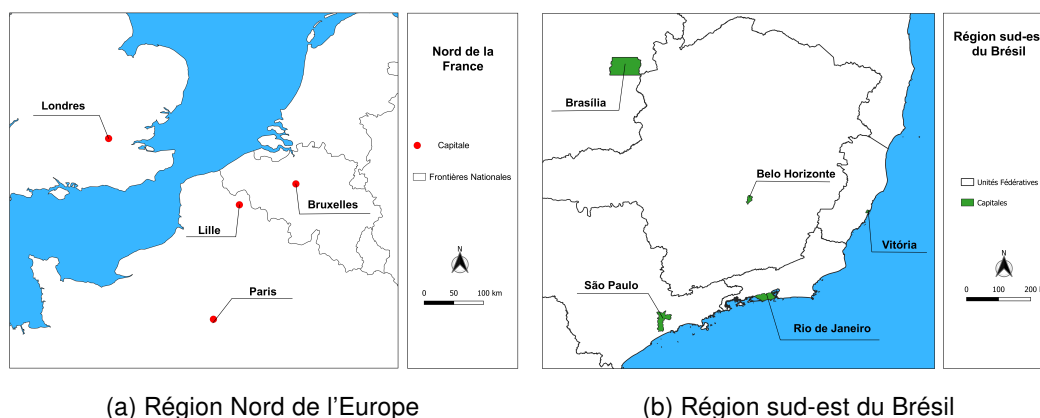 Nord de la
France
Londres
Capitale
Frontières Nationales
Bruxelles
Lille
Paris
N
0 50 100 km
(a) Région Nord de l'Europe
Région sud-est
du Brésil
Brasília
Belo Horizonte
Unités Fédératives
Capitales
Vitória
São Paulo
Rio de Janeiro
N
0 100 200 k
(b) Région sud-est du Brésil